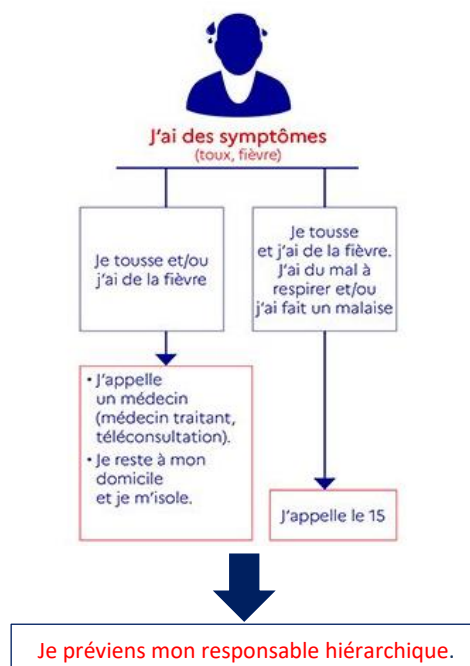 J'ai des symptômes
(toux, fièvre)
Je tousse et/ou
j'ai de la fièvre
Je tousse
et j'ai de la fièvre.
J'ai du mal à
respirer et/ou
j'ai fait un malaise
• J'appelle
un médecin
(médecin traitant,
téléconsultation).
• Je reste à mon
domicile
et je m'isole.
J'appelle le 15
Je préviens mon responsable hiérarchique.